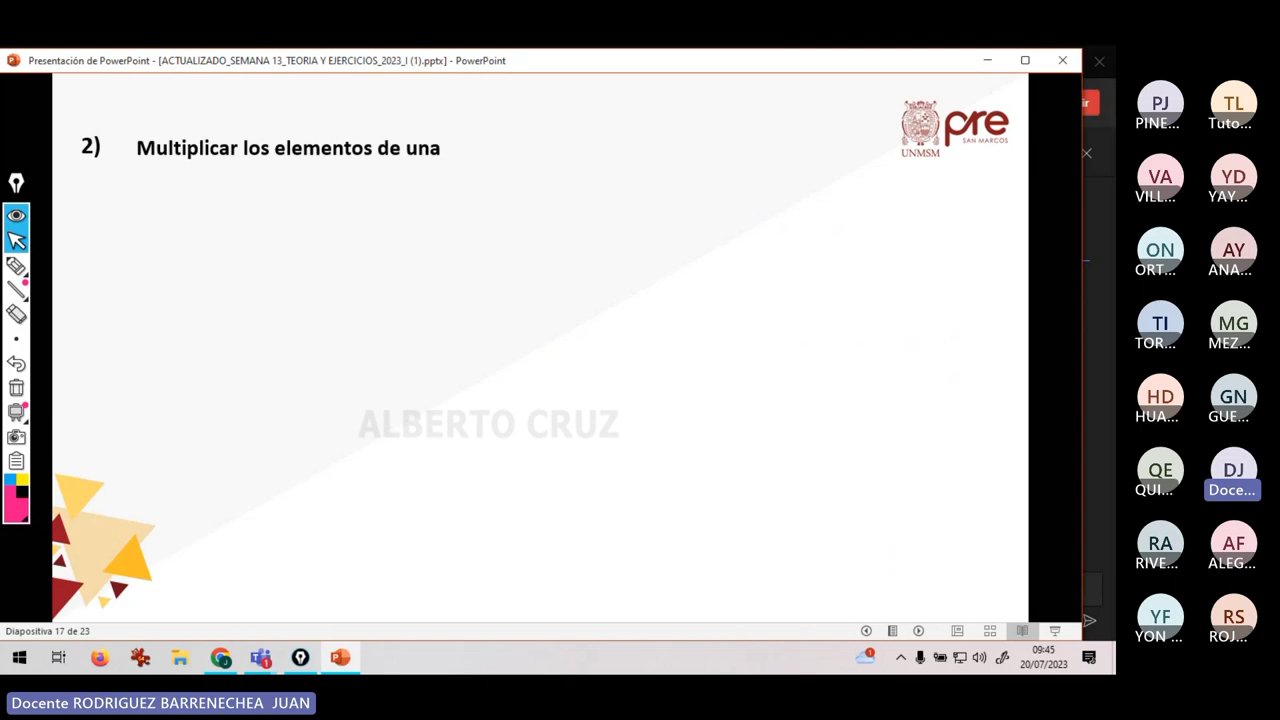 Presentación de PowerPoint - [ACTUALIZADO_SEMANA 13_TEORIA Y EJERCICIOS_2023_I (1).pptx] - PowerPoint
ir
2) Multiplicar los elementos de una
UNMSM
pre
SAN MARCOS
ALBERTO CRUZ
Diapositiva 17 de 23
09:45
20/07/2023
Docente RODRIGUEZ BARRENECHEA JUAN
PJ
PINE...
TL
Tuto...
VA
VILL...
YD
YAY...
ON
ORT...
AY
ANA...
TI
TOR...
MG
MEZ...
HD
HUA...
GN
GUE...
QE
QUI...
DJ
Doce...
RA
RIVE...
AF
ALEG...
YF
YON ...
RS
ROJ...